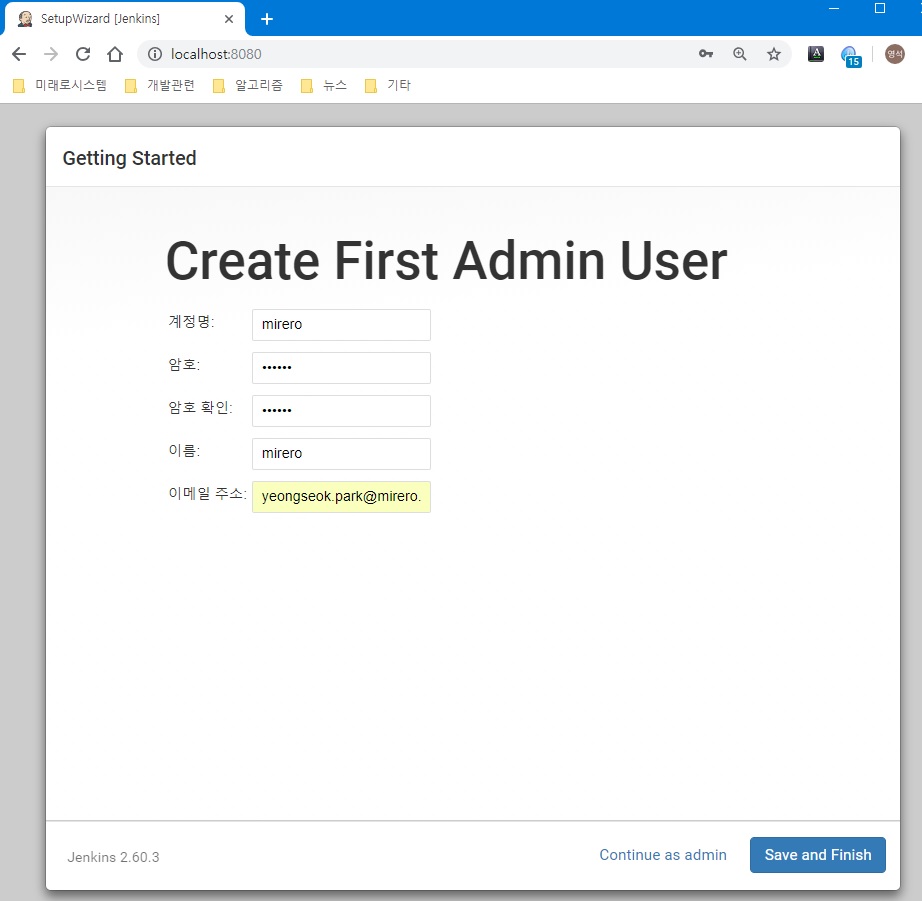 SetupWizard [Jenkins]
localhost:8080
15
영석
미래로시스템 개발관련 알고리즘 뉴스 기타
Getting Started
Create First Admin User
계정명: mirero
암호: ••••••
암호 확인: ••••••
이름: mirero
이메일 주소: yeongseok.park@mirero.
Jenkins 2.60.3 Continue as admin Save and Finish